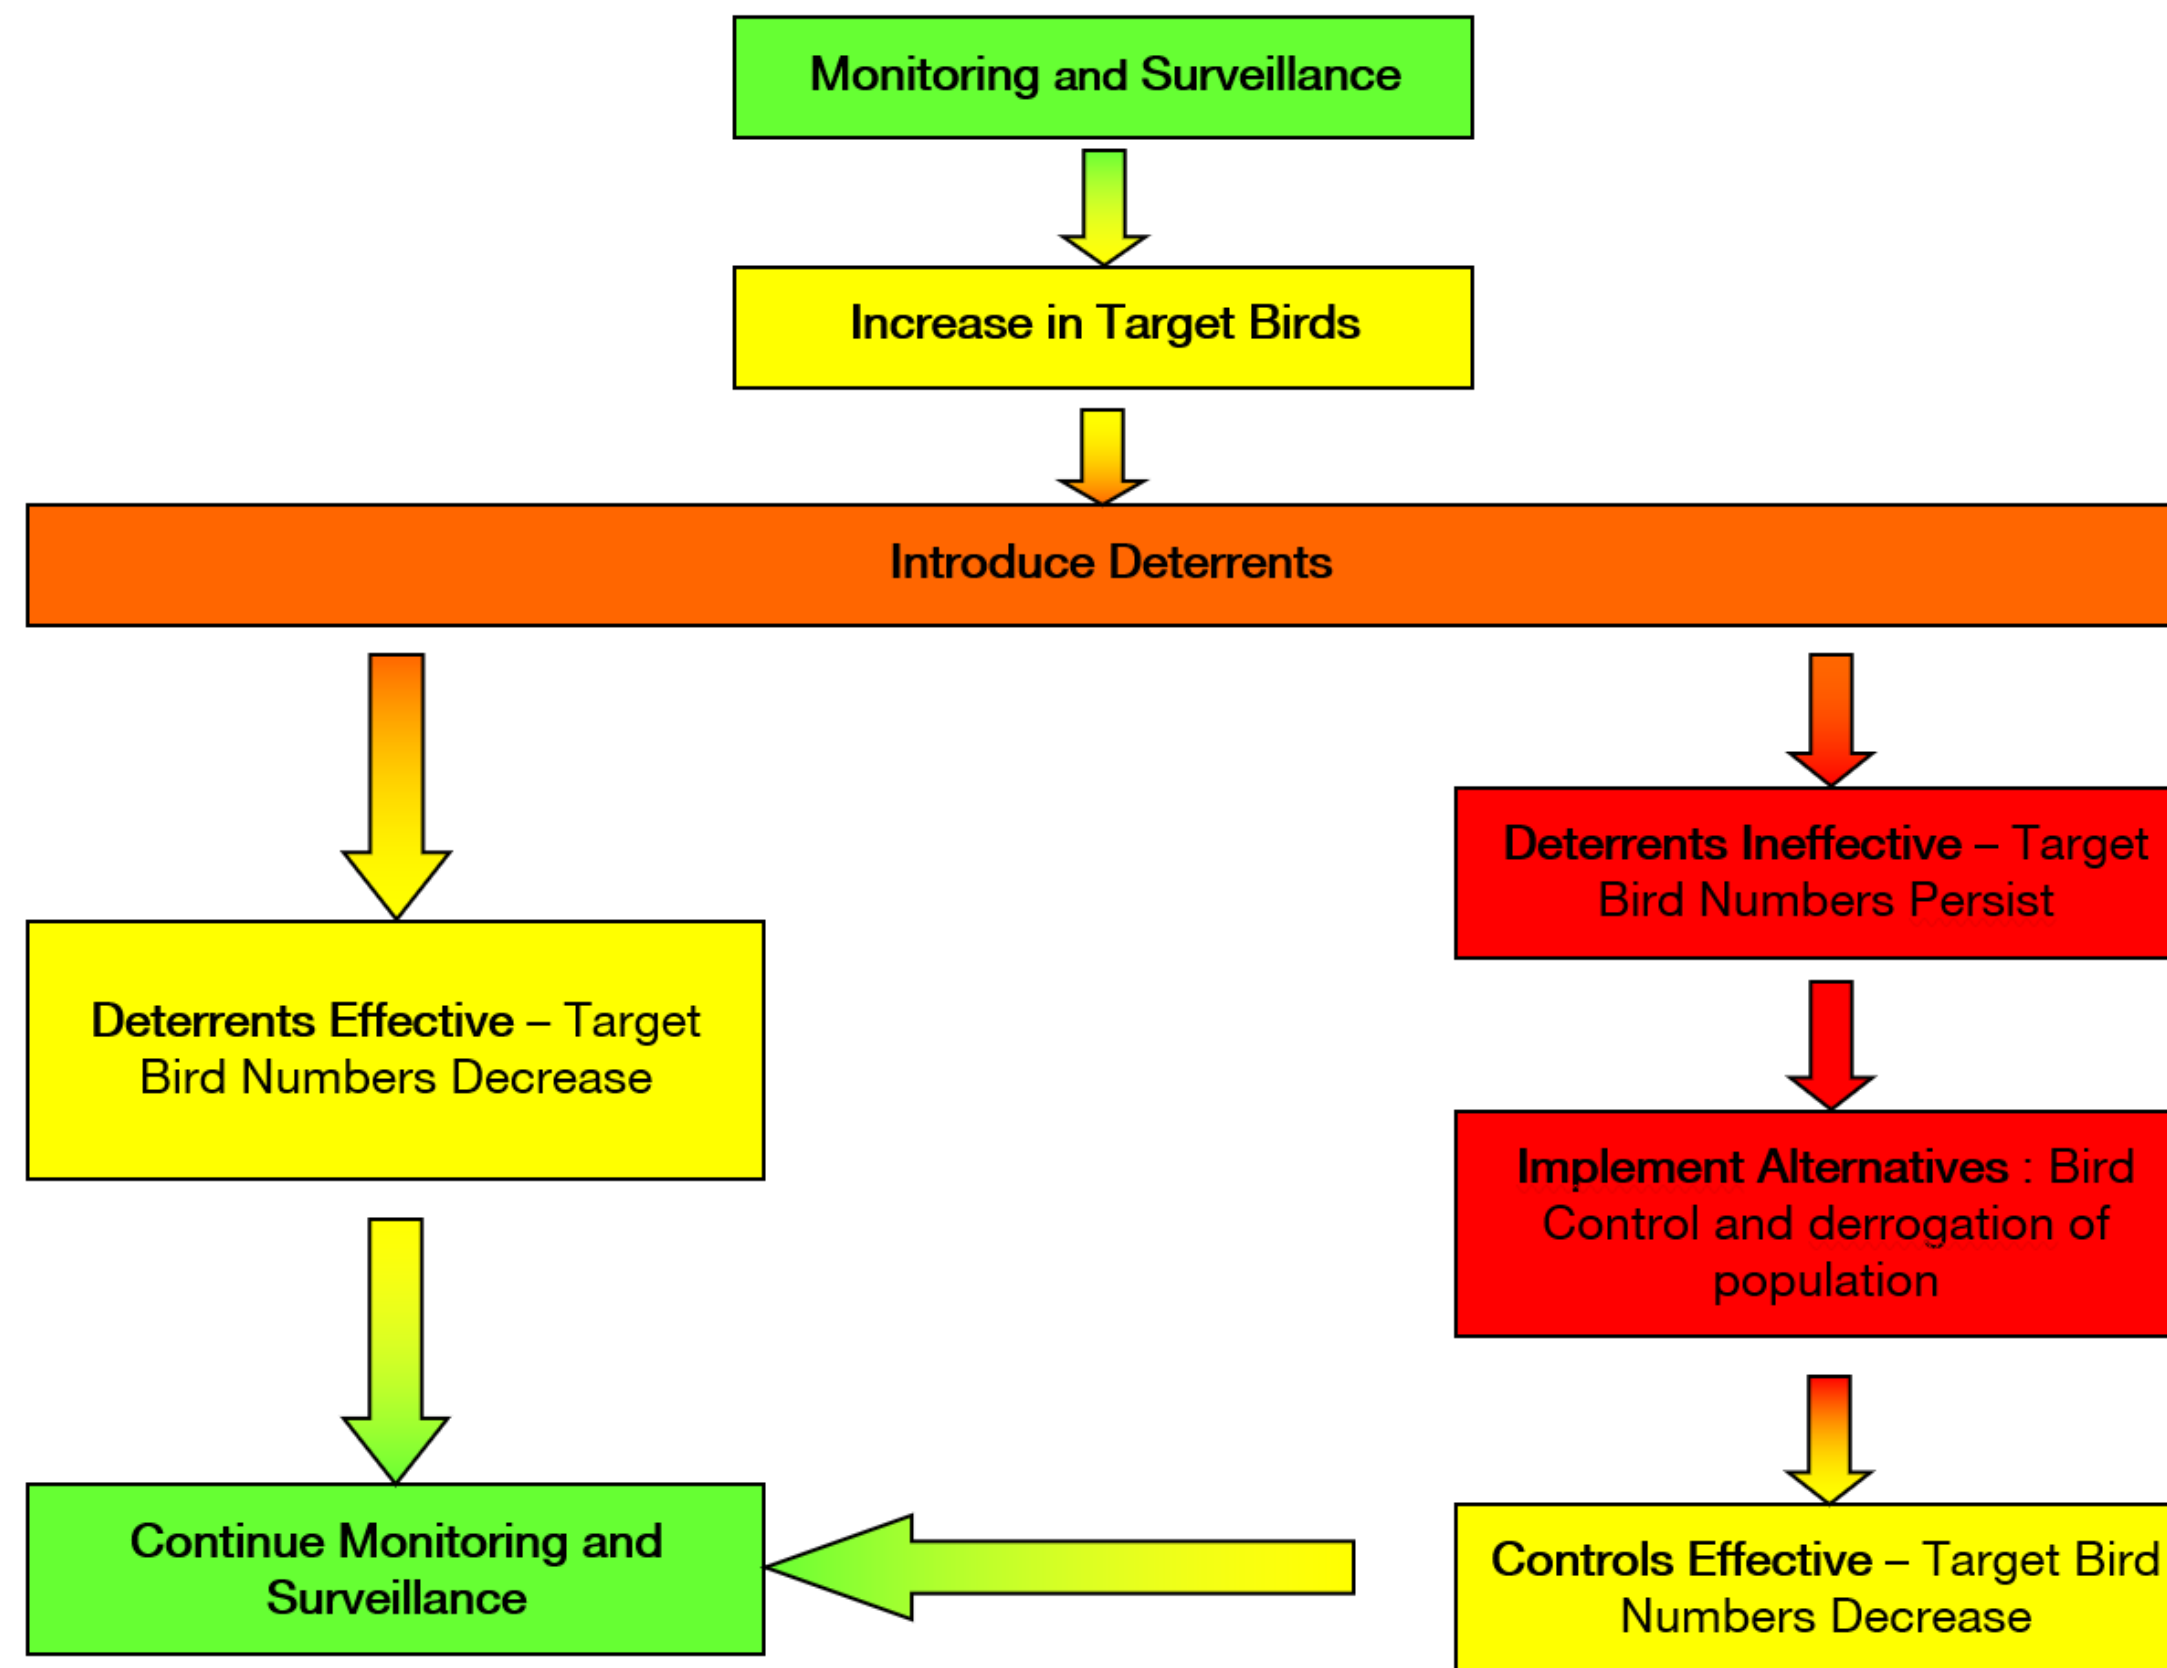 Monitoring and Surveillance
Increase in Target Birds
Introduce Deterrents
Deterrents Effective – Target
Bird Numbers Decrease
Continue Monitoring and
Surveillance
Deterrents Ineffective – Target
Bird Numbers Persist
Implement Alternatives : Bird
Control and derrogation of
population
Controls Effective – Target Bird
Numbers Decrease